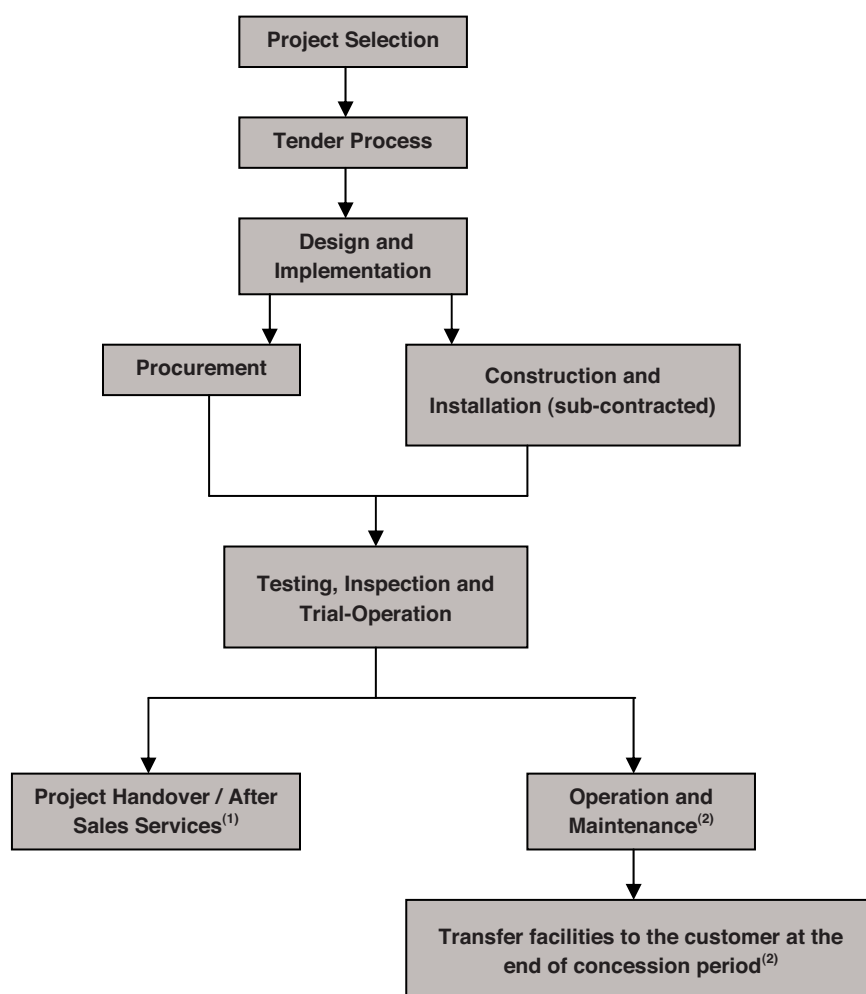 Project Selection
Tender Process
Design and
Implementation
Procurement
Construction and
Installation (sub-contracted)
Testing, Inspection and
Trial-Operation
Project Handover / After
Sales Services(1)
Operation and
Maintenance(2)
Transfer facilities to the customer at the
end of concession period(2)